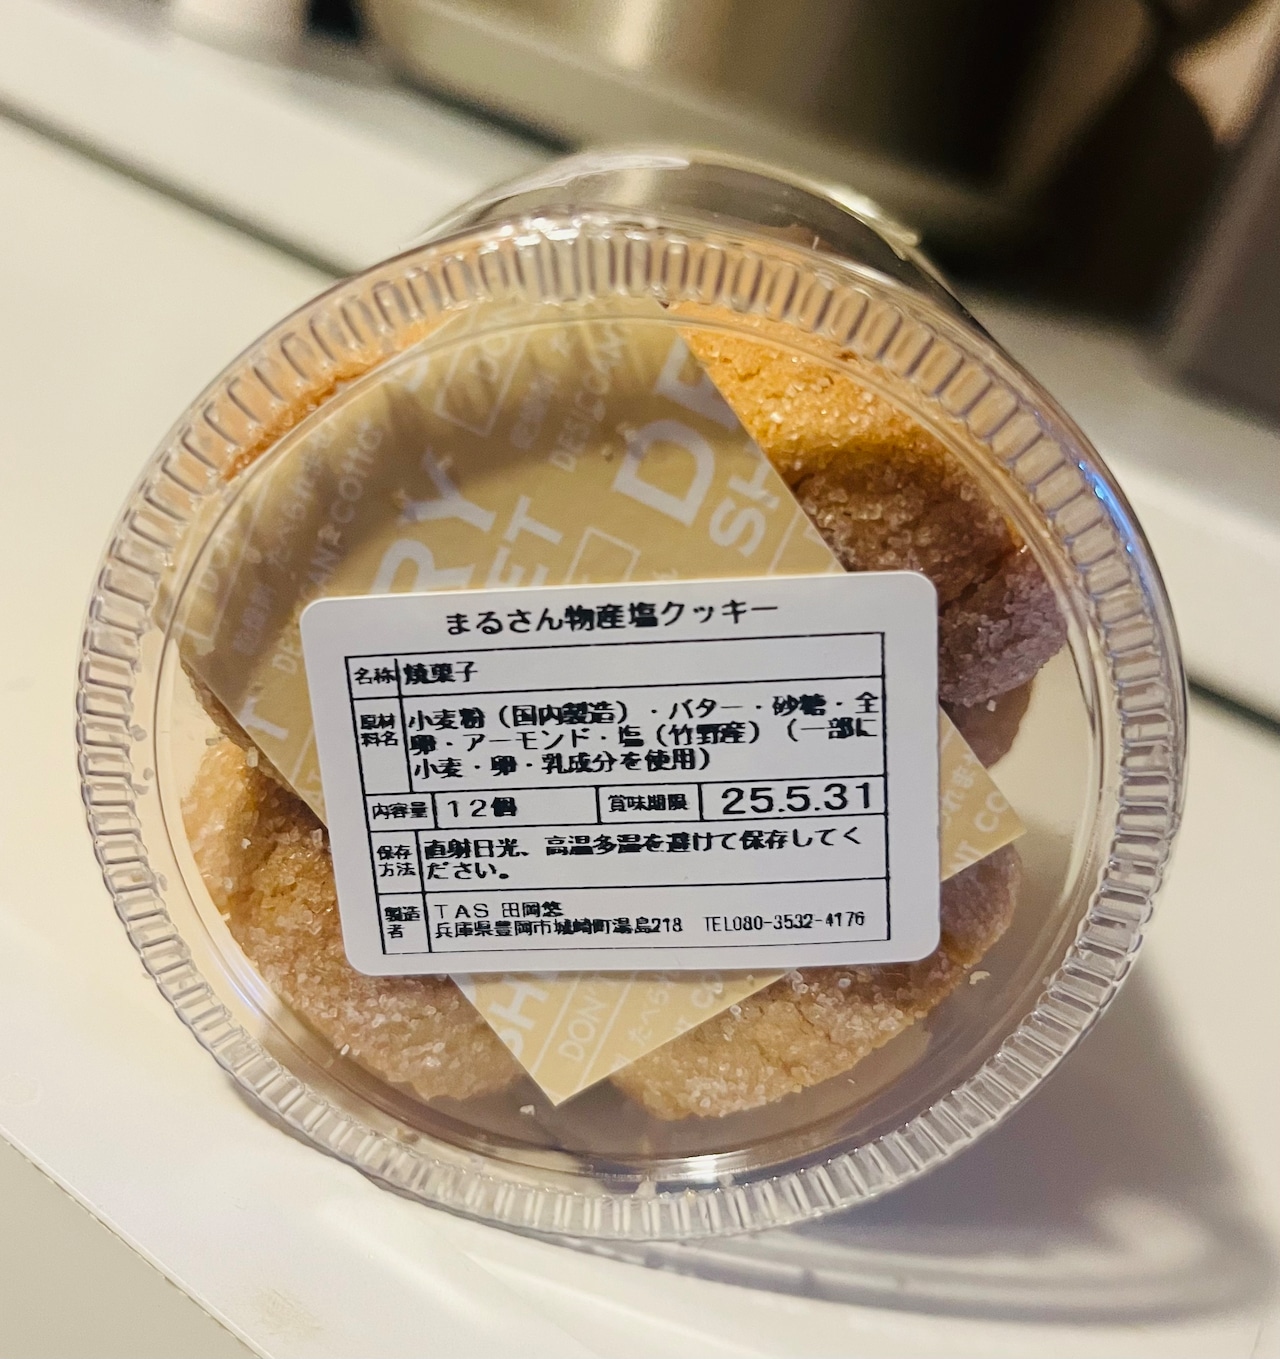 まるさん物産塩クッキー
名称 焼菓子
原材料名 小麦粉（国内製造）・バター・砂糖・全
卵・アーモンド・塩（竹野産）（一部に
小麦・卵・乳成分を使用）
内容量 12個 賞味期限 25.5.31
保存方法 直射日光、高温多湿を避けて保存してく
ださい。
製造者 TAS 田岡悠
兵庫県豊岡市城崎町湯島218 TEL080-3532-4176
RY
ET
DE
SH
DON